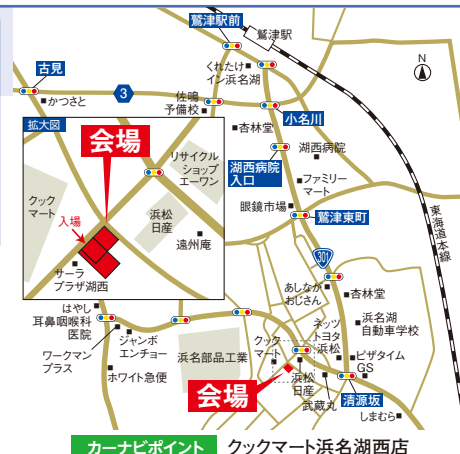 鷲津駅前
鷲津駅
N
くれたけ
イン浜名湖
古見
かつさと
3
佐鳴
予備校
小名川
杏林堂
湖西病院
湖西病院
入口
ファミリー
マート
眼鏡市場
鷲津東町
東海道本線
301
拡大図
会場
リサイクル
ショップ
エーワン
クック
マート
入場
浜松
日産
遠州庵
サーラ
プラザ湖西
あしなが
おじさん
杏林堂
浜名湖
自動車学校
はやし
耳鼻咽喉科
医院
ワークマン
プラス
ジャンボ
エンチョー
ホワイト急便
浜名部品工業
クック
マート
ネッツ
トヨタ
浜松
ピザタイム
GS
会場
浜松
日産
武蔵丸
清源坂
しまむら
カーナビポイント クックマート浜名湖西店